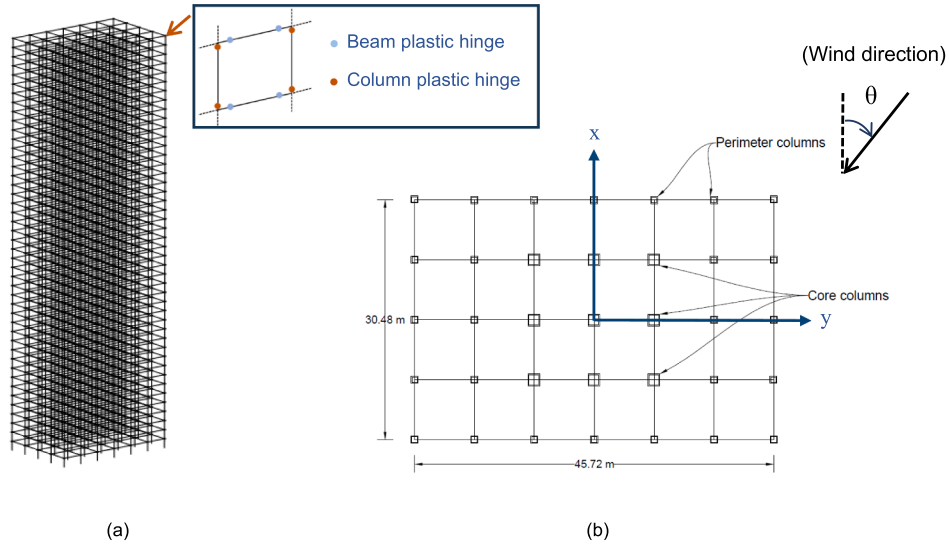 Beam plastic hinge
Column plastic hinge
(Wind direction)
θ
x
Perimeter columns
30.48 m
Core columns
y
45.72 m
(a)
(b)